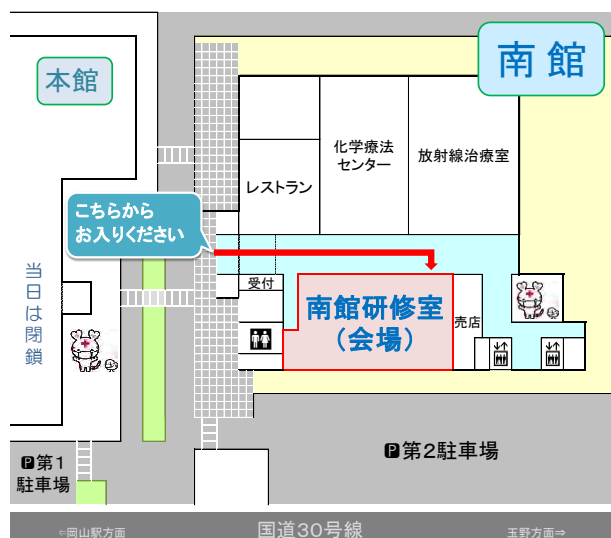 本館
南館
化学療法
センター
放射線治療室
レストラン
こちらから
お入りください
受付
南館研修室
（会場）
売店
当日は閉鎖
P第1
駐車場
P第2駐車場
⇐岡山駅方面
国道30号線
玉野方面⇒